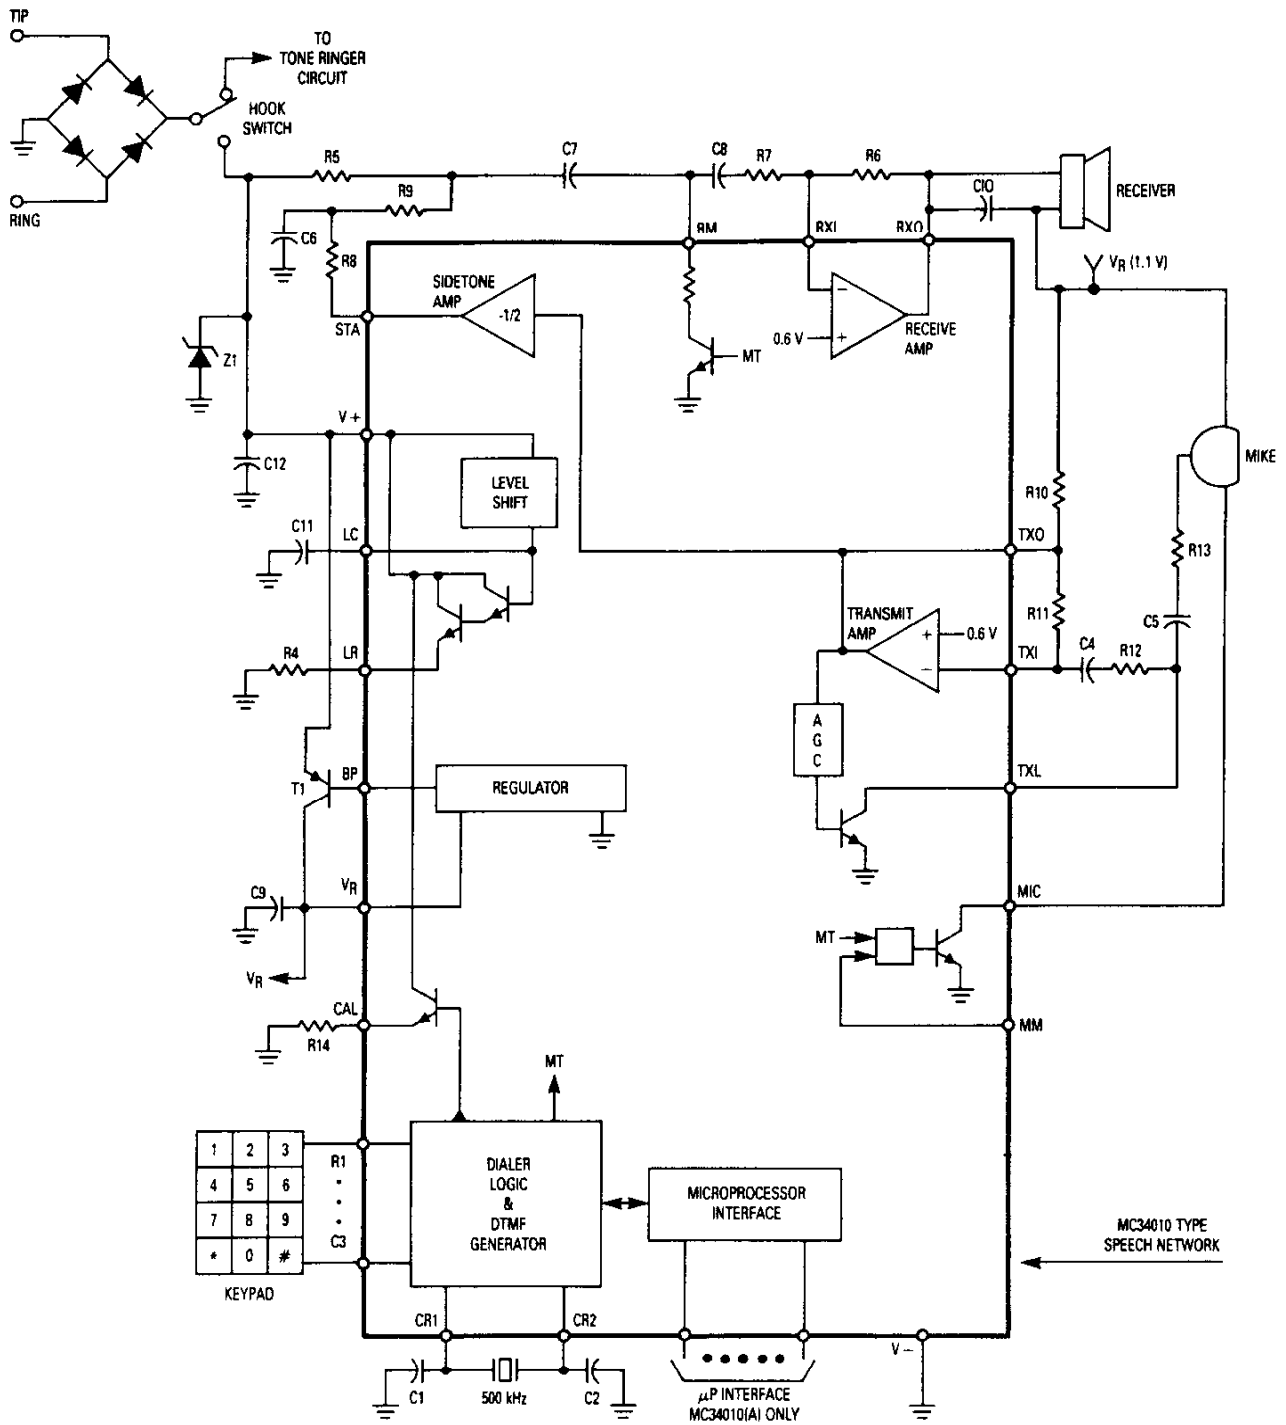 TIP
TO
TONE RINGER
CIRCUIT
HOOK
SWITCH
RING
R5
R9
C6
R8
C7
C8
R7
R6
C10
RECEIVER
RM
RXI
RXO
VR (1.1 V)
SIDETONE
AMP
-1/2
STA
0.6 V
RECEIVE
AMP
MT
Z1
V+
C12
LEVEL
SHIFT
MIKE
R10
C11
LC
TXO
R13
TRANSMIT
AMP
0.6 V
R11
C5
R4
LR
TXI
C4
R12
A
G
C
T1
BP
REGULATOR
TXL
C9
VR
MIC
MT
VR
CAL
R14
MM
MT
1 2 3
4 5 6
7 8 9
* 0 #
KEYPAD
R1
C3
DIALER
LOGIC
&
DTMF
GENERATOR
MICROPROCESSOR
INTERFACE
MC34010 TYPE
SPEECH NETWORK
CR1
CR2
V-
C1
500 kHz
C2
μP INTERFACE
MC34010(A) ONLY